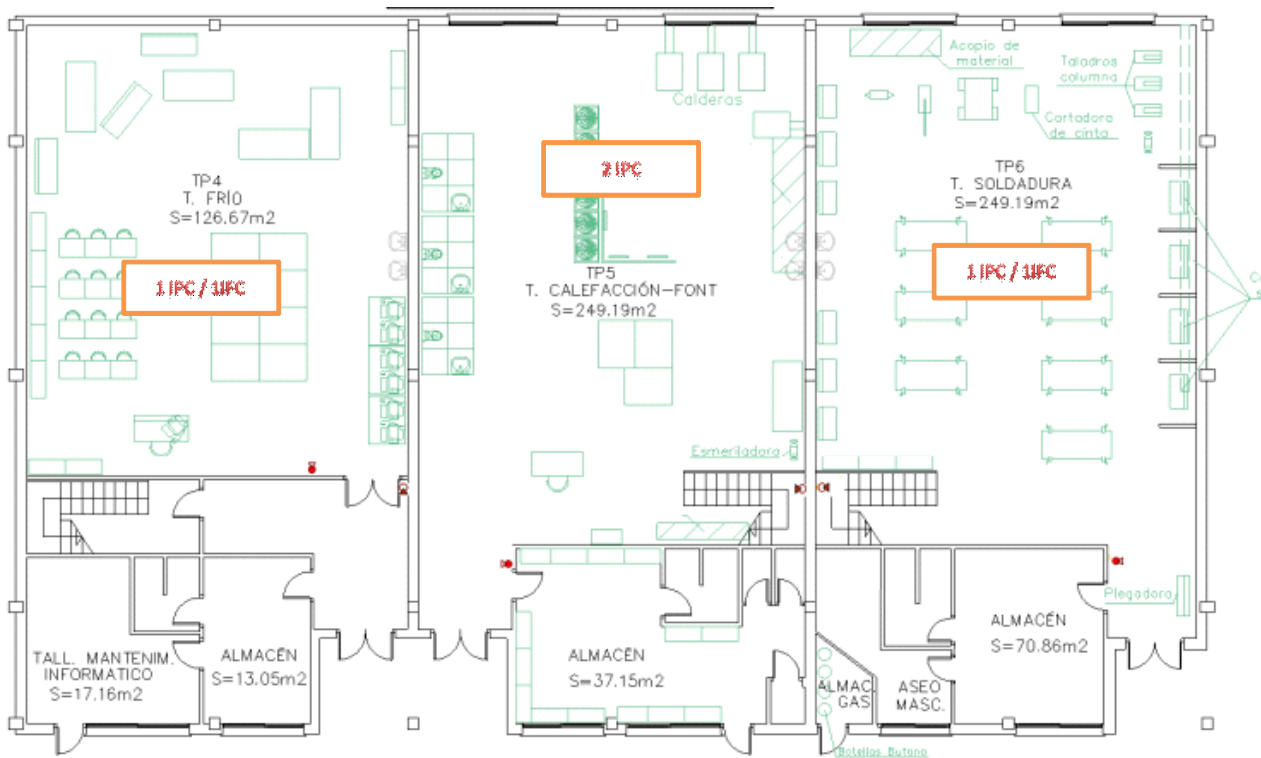 Acopio de
material
Taladros
columna
Calderas
Cortadora
de cinta
2 IPC
TP4
T. FRÍO
S=126.67m2
TP6
T. SOLDADURA
S=249.19m2
1 IPC / 1IFC
TP5
T. CALEFACCIÓN-FONT
S=249.19m2
1 IPC / 1IFC
Esmeriladora
Plegadora
ALMACÉN
S=70.86m2
TALL. MANTENIM.
INFORMATICO
S=17.16m2
ALMACÉN
S=13.05m2
ALMACÉN
S=37.15m2
ALMAC.
GAS
ASEO
MASC.
Botellas Butano